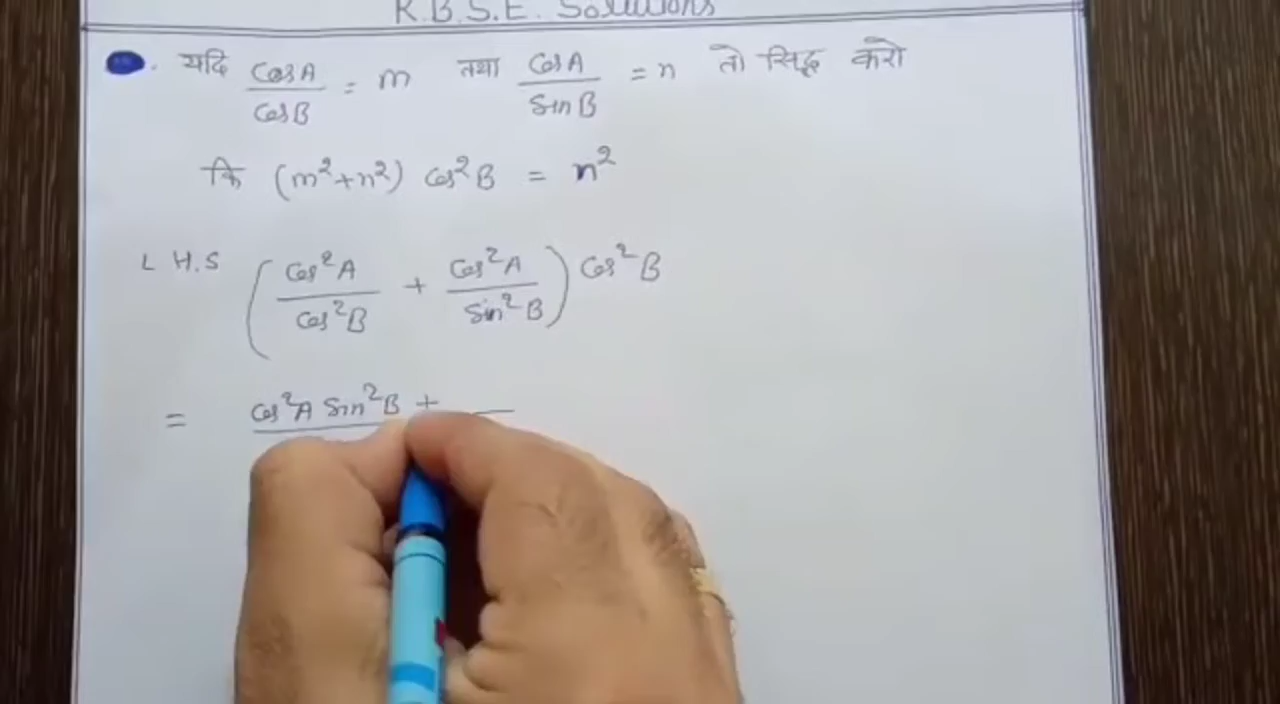 R.B.S.E. Solutions
. यदि CosA/CosB = m तथा CosA/SinB = n तो सिद्ध करो
कि (m²+n²) Cos²B = n²
L H.S (Cos²A/Cos²B + Cos²A/Sin²B) Cos²B
= Cos²A Sin²B +